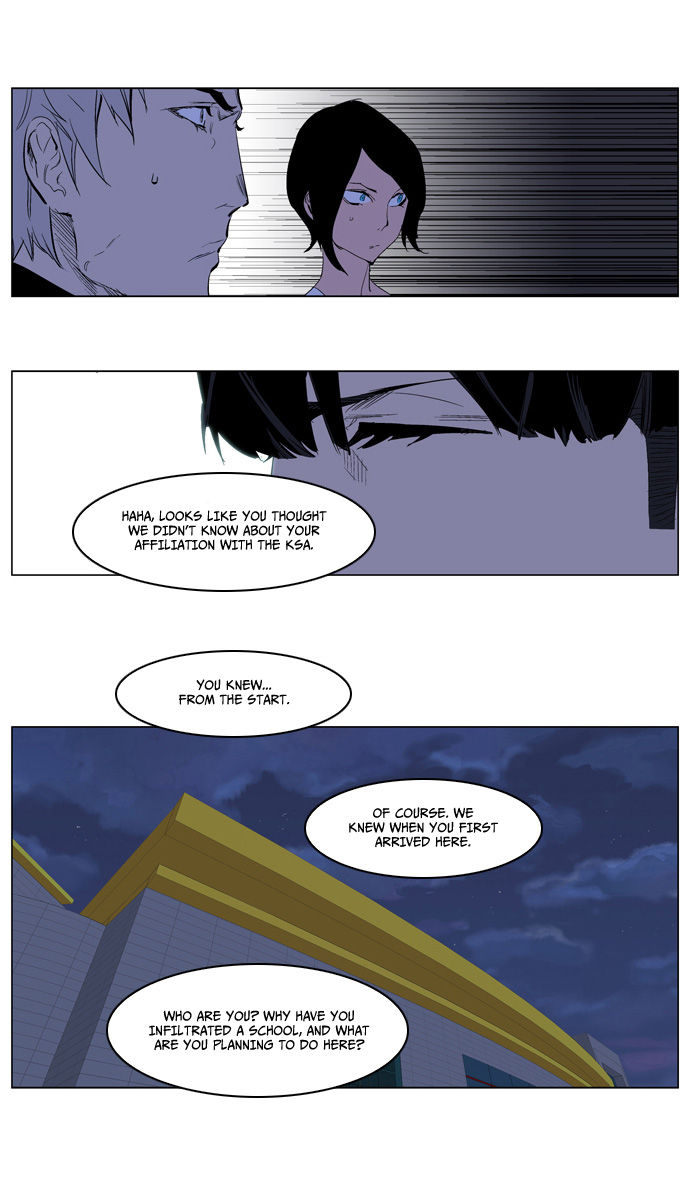 HAHA, LOOKS LIKE YOU THOUGHT
WE DIDN'T KNOW ABOUT YOUR
AFFILIATION WITH THE KSA.
YOU KNEW...
FROM THE START.
OF COURSE. WE
KNEW WHEN YOU FIRST
ARRIVED HERE.
WHO ARE YOU? WHY HAVE YOU
INFILTRATED A SCHOOL, AND WHAT
ARE YOU PLANNING TO DO HERE?